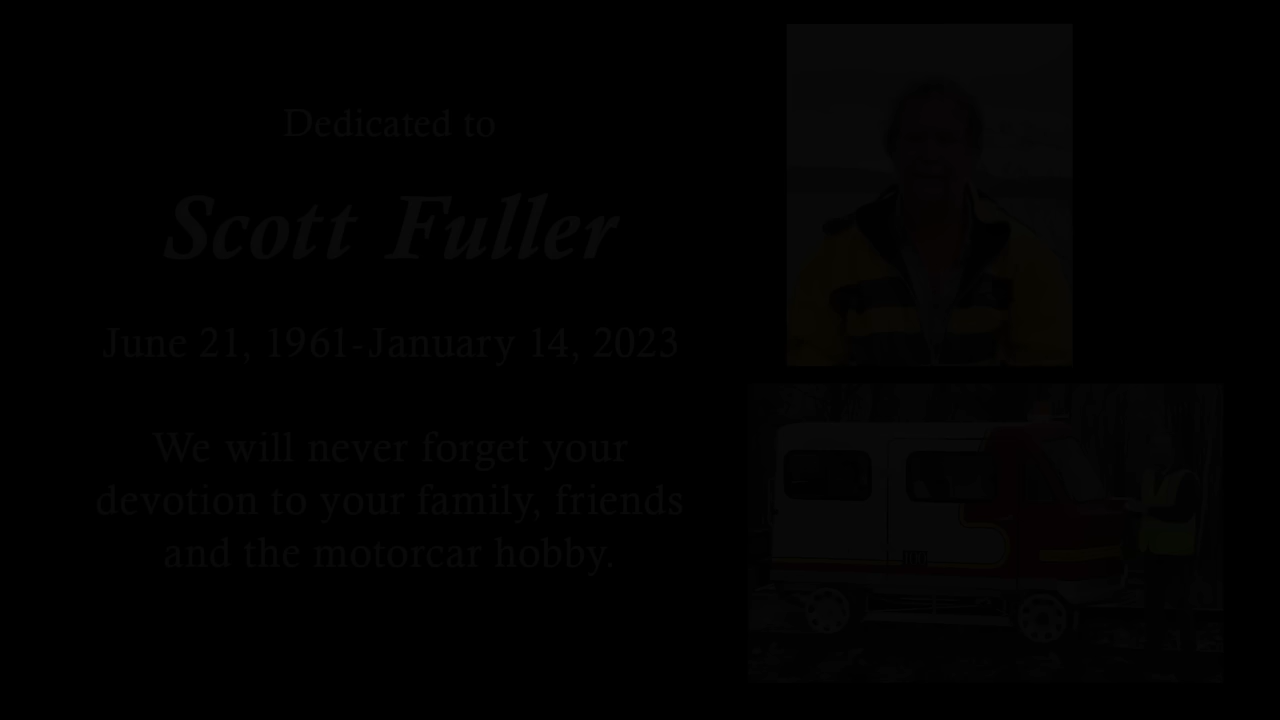 Dedicated to
Scott Fuller
June 21, 1961-January 14, 2023
We will never forget your
devotion to your family, friends
and the motorcar hobby.